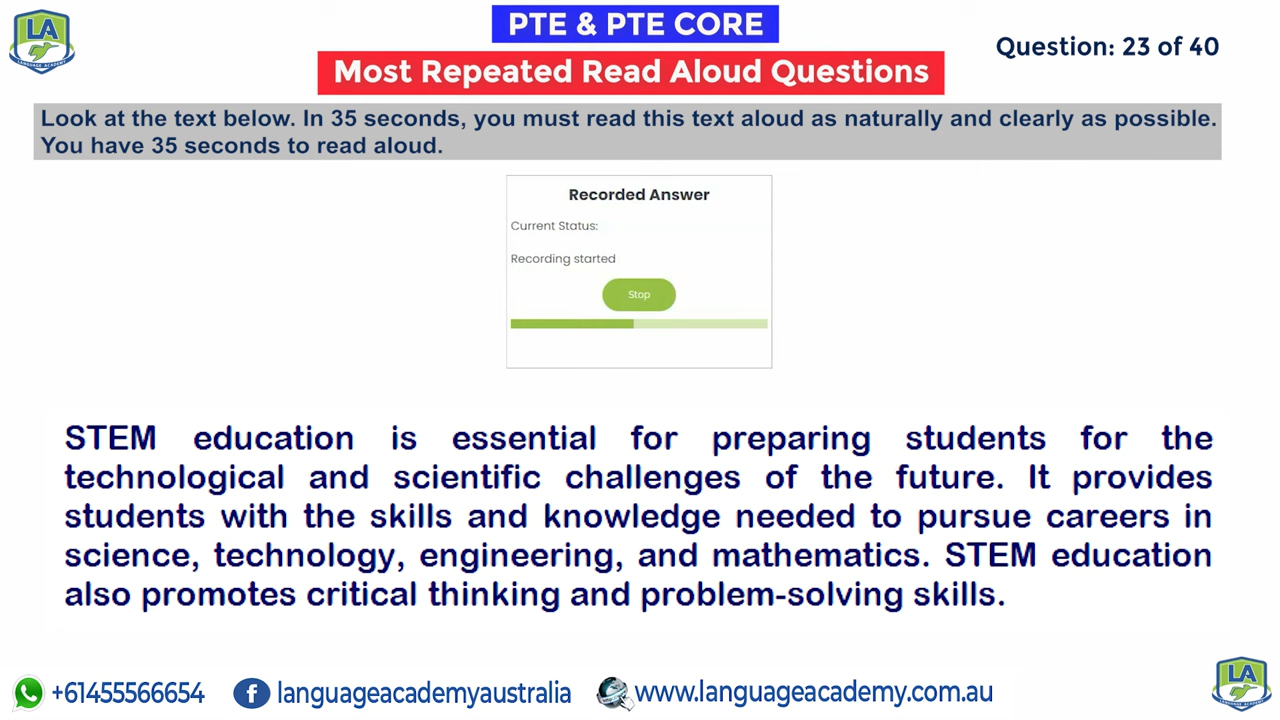 LA
LANGUAGE ACADEMY
PTE & PTE CORE
Question: 23 of 40
Most Repeated Read Aloud Questions
Look at the text below. In 35 seconds, you must read this text aloud as naturally and clearly as possible.
You have 35 seconds to read aloud.
Recorded Answer
Current Status:
Recording started
Stop
STEM education is essential for preparing students for the
technological and scientific challenges of the future. It provides
students with the skills and knowledge needed to pursue careers in
science, technology, engineering, and mathematics. STEM education
also promotes critical thinking and problem-solving skills.
+61455566654
languageacademyaustralia
www.languageacademy.com.au
LA
LANGUAGE ACADEMY